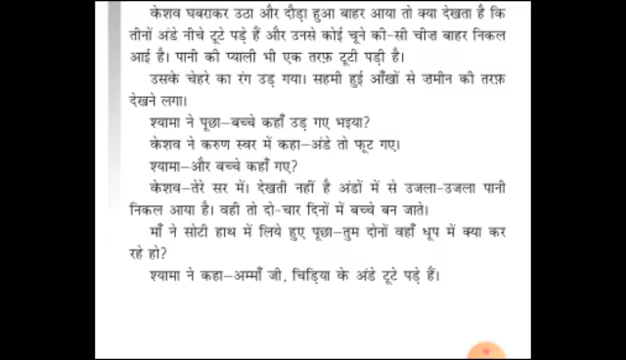 केशव घबराकर उठा और दौड़ा हुआ बाहर आया तो क्या देखता है कि
तीनों अंडे नीचे टूटे पड़े हैं और उनसे कोई चूने की-सी चीज़ बाहर निकल
आई है। पानी की प्याली भी एक तरफ़ टूटी पड़ी है।
उसके चेहरे का रंग उड़ गया। सहमी हुई आँखों से ज़मीन की तरफ़
देखने लगा।
श्यामा ने पूछा–बच्चे कहाँ उड़ गए भइया?
केशव ने करुण स्वर में कहा–अंडे तो फूट गए।
श्यामा–और बच्चे कहाँ गए?
केशव–तेरे सर में। देखती नहीं है अंडों में से उजला-उजला पानी
निकल आया है। वही तो दो-चार दिनों में बच्चे बन जाते।
माँ ने सोटी हाथ में लिये हुए पूछा–तुम दोनों वहाँ धूप में क्या कर
रहे हो?
श्यामा ने कहा–अम्माँ जी, चिड़िया के अंडे टूटे पड़े हैं।